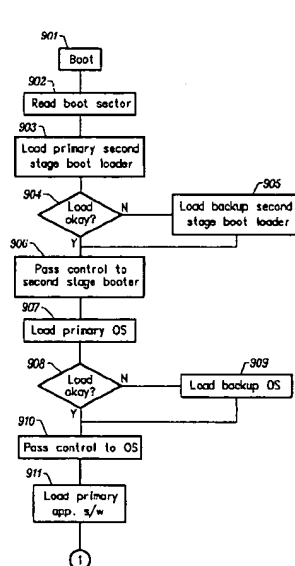 901
Boot
902
Read boot sector
903
Load primary second
stage boot loader
904
Load
okay?
N
Y
905
Load backup second
stage boot loader
906
Pass control to
second stage booter
907
Load primary OS
908
Load
okay?
N
Y
909
Load backup OS
910
Pass control to OS
911
Load primary
app. s/w
1